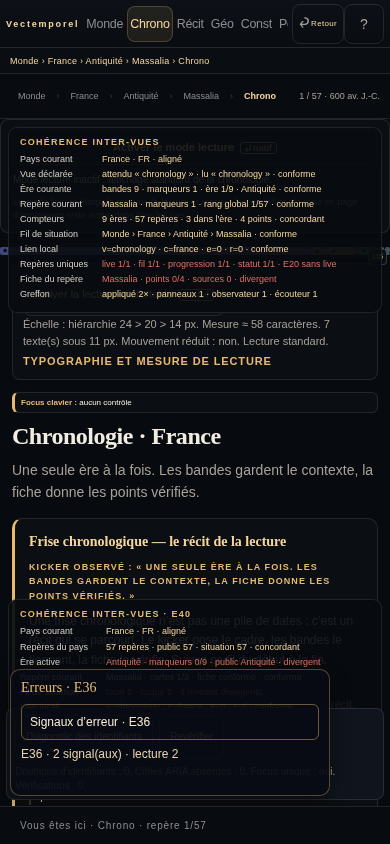 Vectemporel Monde Chrono Récit Géo Const Retour ?
Monde › France › Antiquité › Massalia › Chrono
Monde › France › Antiquité › Massalia › Chrono 1 / 57 · 600 av. J.-C.
COHÉRENCE INTER-VUES
Pays courant France · FR · aligné
Vue déclarée attendu « chronology » · lu « chronology » · conforme
Ère courante bandes 9 · marqueurs 1 · ère 1/9 · Antiquité · conforme
Repère courant Massalia · marqueurs 1 · rang global 1/57 · conforme
Compteurs 9 ères · 57 repères · 3 dans l'ère · 4 points · concordant
Fil de situation Monde › France › Antiquité › Massalia · conforme
Lien local v=chronology · c=france · e=0 · r=0 · conforme
Repères uniques live 1/1 · fil 1/1 · progression 1/1 · statut 1/1 · E20 sans live
Fiche du repère Massalia · points 0/4 · sources 0 · divergent
Greffon appliqué 2× · panneaux 1 · observateur 1 · écouteur 1
Échelle : hiérarchie 24 > 20 > 14 px. Mesure ≈ 58 caractères. 7
texte(s) sous 11 px. Mouvement réduit : non. Lecture standard.
TYPOGRAPHIE ET MESURE DE LECTURE
Focus clavier : aucun contrôle
Chronologie · France
Une seule ère à la fois. Les bandes gardent le contexte, la
fiche donne les points vérifiés.
Frise chronologique — le récit de la lecture
KICKER OBSERVÉ : « UNE SEULE ÈRE À LA FOIS. LES
BANDES GARDENT LE CONTEXTE, LA FICHE DONNE LES
POINTS VÉRIFIÉS. »
COHÉRENCE INTER-VUES · E40
Pays courant France · FR · aligné
Repères du pays 57 repères · public 57 · situation 57 · concordant
Ère active Antiquité · marqueurs 0/9 · public Antiquité · divergent
Erreurs · E36
Signaux d'erreur · E36
E36 · 2 signal(aux) · lecture 2
Vous êtes ici · Chrono · repère 1/57